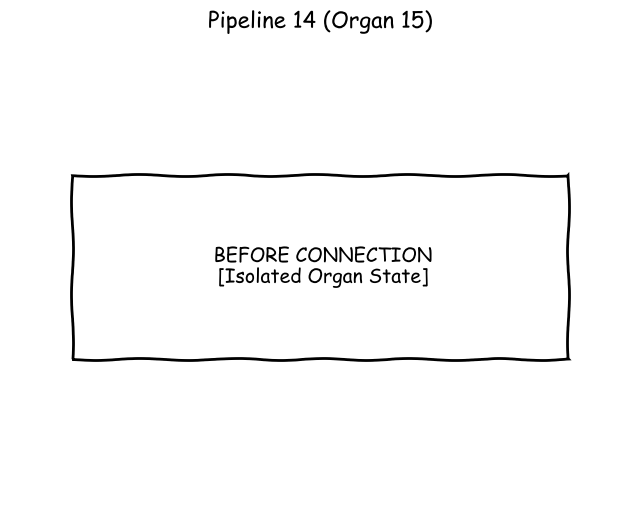 Pipeline 14 (Organ 15)
BEFORE CONNECTION
[Isolated Organ State]